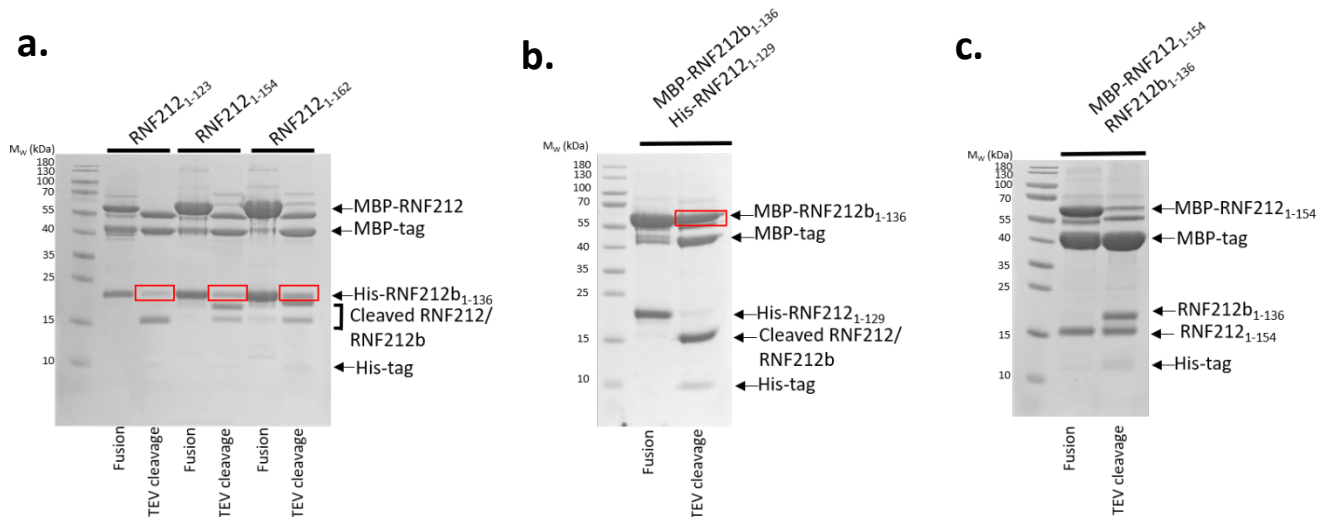 a.
RNF212₁₋₁₂₃
RNF212₁₋₁₅₄
RNF212₁₋₁₆₂
Mw (kDa)
180
130
100
70
55
40
35
25
15
10
MBP-RNF212
MBP-tag
His-RNF212b₁₋₁₃₆
Cleaved RNF212/
RNF212b
His-tag
Fusion
TEV cleavage
Fusion
TEV cleavage
Fusion
TEV cleavage
b.
MBP-RNF212b₁₋₁₃₆
His-RNF212₁₋₁₂₉
Mw (kDa)
180
130
100
70
55
40
35
25
15
10
MBP-RNF212b₁₋₁₃₆
MBP-tag
His-RNF212₁₋₁₂₉
Cleaved RNF212/
RNF212b
His-tag
Fusion
TEV cleavage
c.
MBP-RNF212₁₋₁₅₄
RNF212b₁₋₁₃₆
Mw (kDa)
180
130
100
70
55
40
35
25
15
10
MBP-RNF212₁₋₁₅₄
MBP-tag
RNF212b₁₋₁₃₆
RNF212₁₋₁₅₄
His-tag
Fusion
TEV cleavage